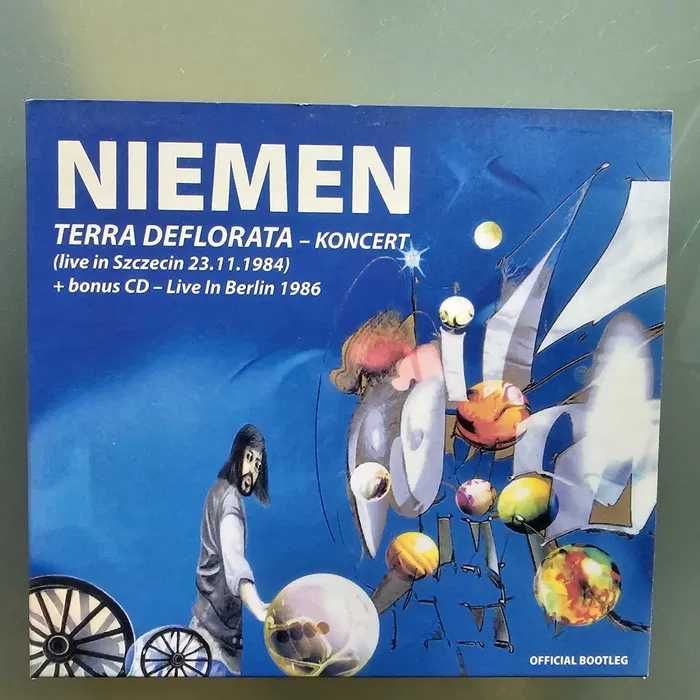 NIEMEN
TERRA DEFLORATA – KONCERT
(live in Szczecin 23.11.1984)
+ bonus CD – Live In Berlin 1986
OFFICIAL BOOTLEG